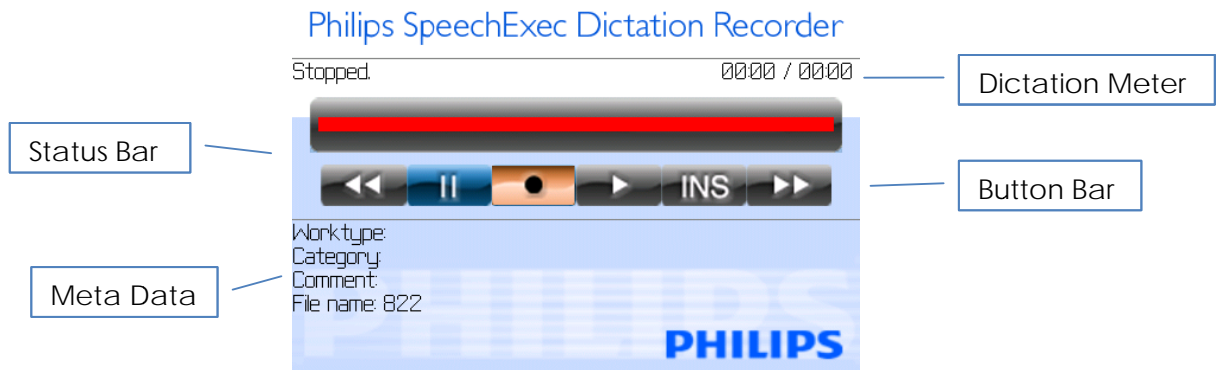 Philips SpeechExec Dictation Recorder
Stopped. 00:00 / 00:00
Dictation Meter
Status Bar
INS
Button Bar
Worktype:
Category:
Comment:
File name: 822
Meta Data
PHILIPS
PHILIPS